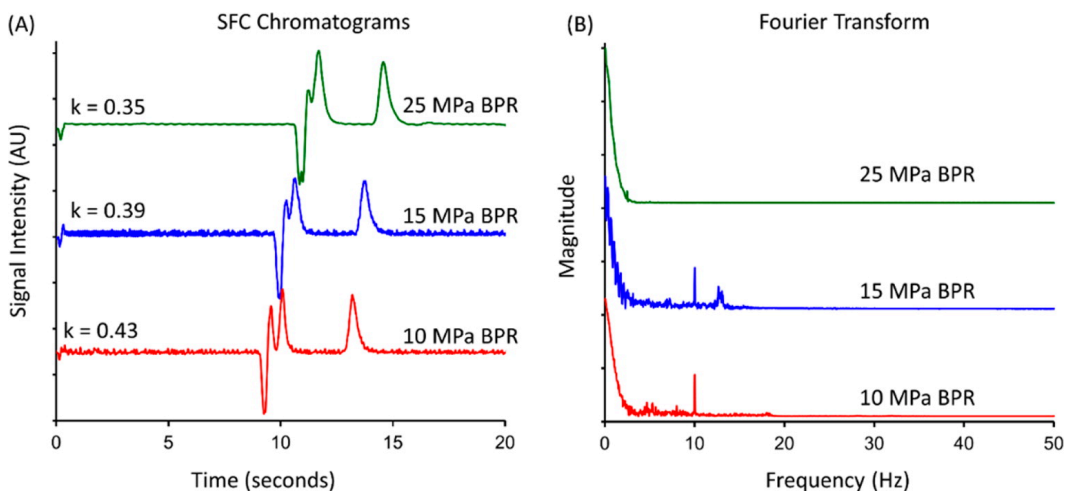 (A)
SFC Chromatograms
Signal Intensity (AU)
k = 0.35
25 MPa BPR
k = 0.39
15 MPa BPR
k = 0.43
10 MPa BPR
0 5 10 15 20
Time (seconds)
(B)
Fourier Transform
Magnitude
25 MPa BPR
15 MPa BPR
10 MPa BPR
0 10 20 30 40 50
Frequency (Hz)